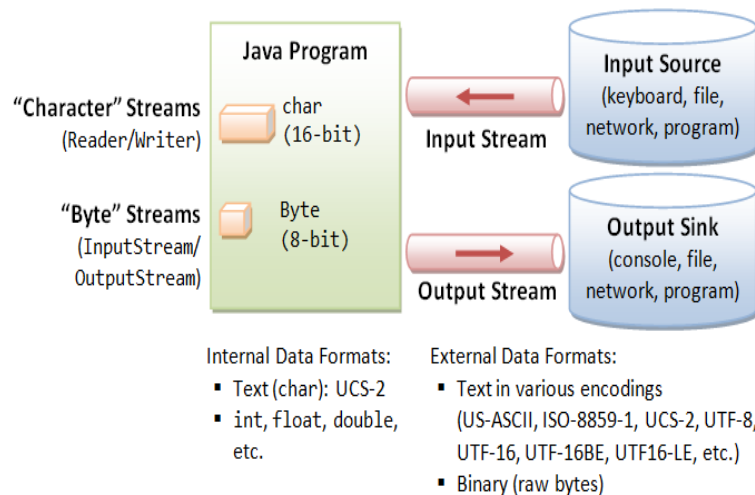 Java Program
"Character" Streams
(Reader/Writer)
char
(16-bit)
"Byte" Streams
(InputStream/
OutputStream)
Byte
(8-bit)
Input Stream
Output Stream
Input Source
(keyboard, file,
network, program)
Output Sink
(console, file,
network, program)
Internal Data Formats:
▪ Text (char): UCS-2
▪ int, float, double,
etc.
External Data Formats:
▪ Text in various encodings
(US-ASCII, ISO-8859-1, UCS-2, UTF-8,
UTF-16, UTF-16BE, UTF16-LE, etc.)
▪ Binary (raw bytes)